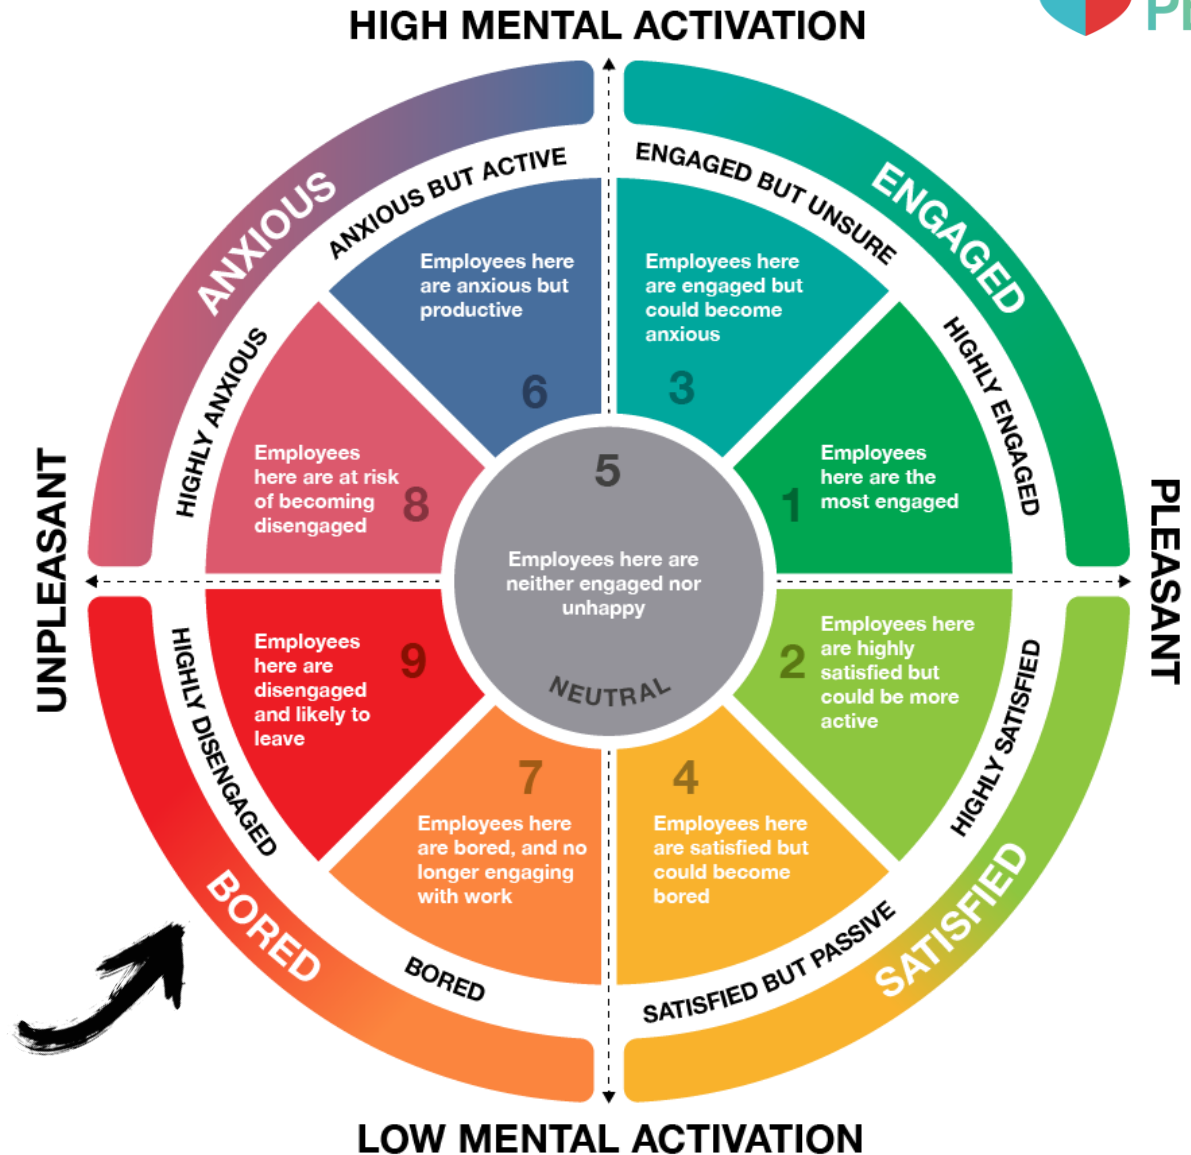 HIGH MENTAL ACTIVATION
ANXIOUS
ANXIOUS BUT ACTIVE
ENGAGED BUT UNSURE
ENGAGED
Employees here
are anxious but
productive
6
Employees here
are engaged but
could become
anxious
3
HIGHLY ANXIOUS
Employees
here are at risk
of becoming
disengaged
8
Employees
here are the
most engaged
1
HIGHLY ENGAGED
UNPLEASANT
5
Employees here are
neither engaged nor
unhappy
NEUTRAL
PLEASANT
HIGHLY DISENGAGED
Employees
here are
disengaged
and likely to
leave
9
2
Employees here
are highly
satisfied but
could be more
active
HIGHLY SATISFIED
7
Employees here
are bored, and no
longer engaging
with work
4
Employees here
are satisfied but
could become
bored
BORED
BORED
SATISFIED BUT PASSIVE
SATISFIED
LOW MENTAL ACTIVATION